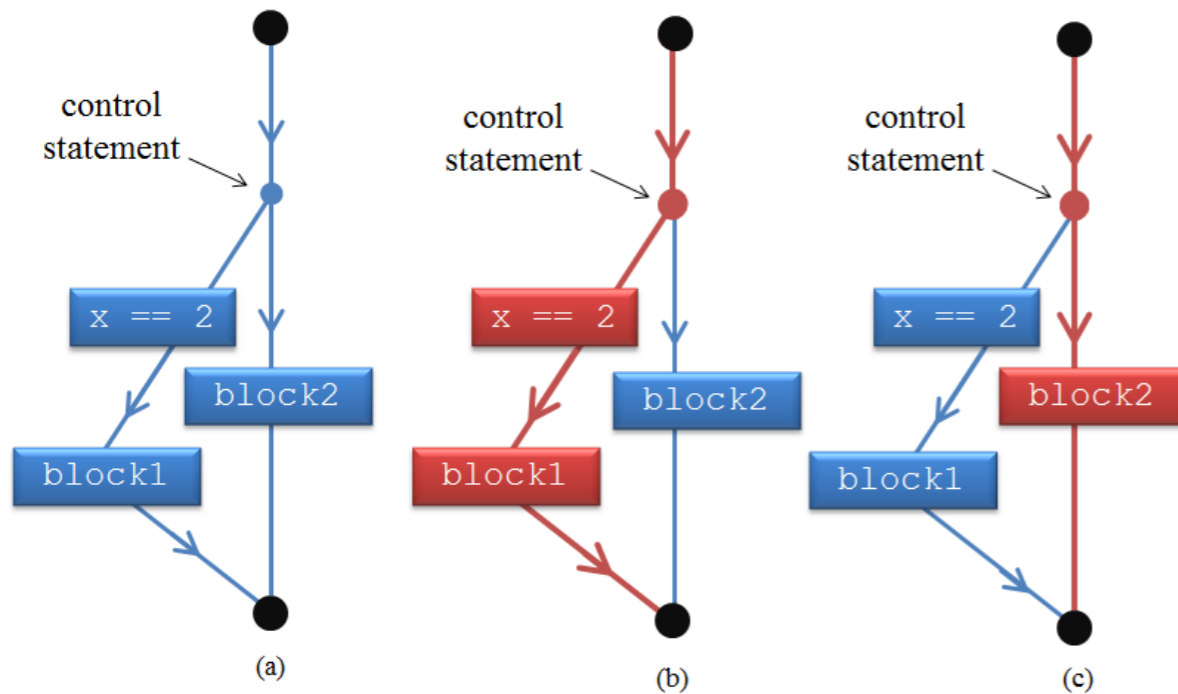 control
statement
x == 2
block2
block1
(a)
control
statement
x == 2
block2
block1
(b)
control
statement
x == 2
block2
block1
(c)